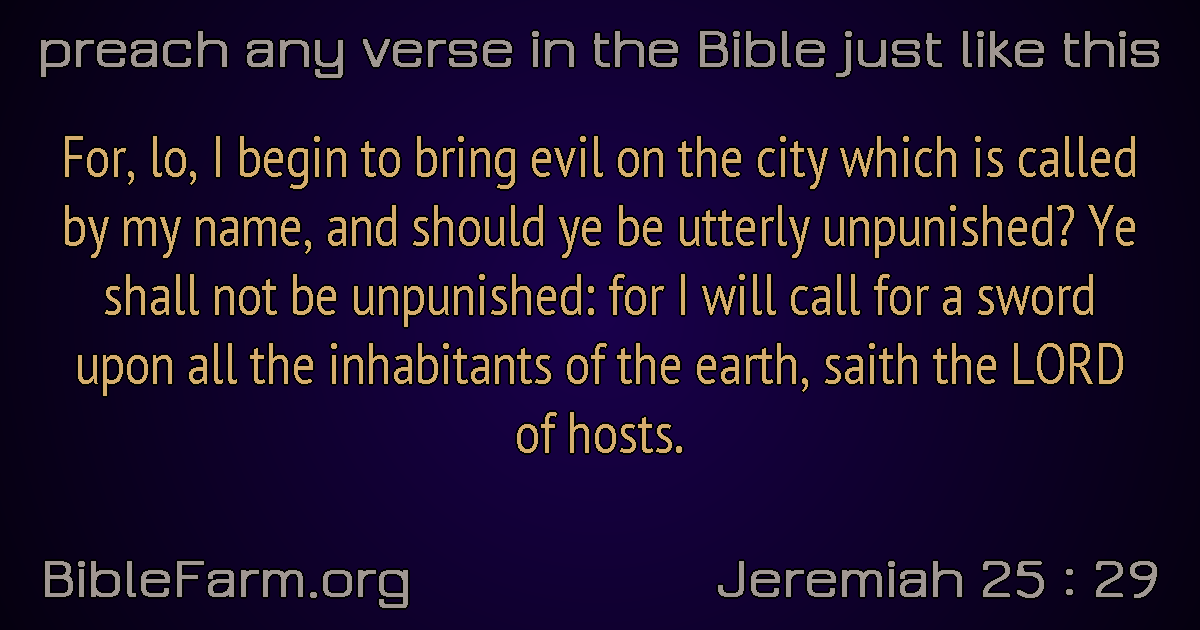 preach any verse in the Bible just like this
For, lo, I begin to bring evil on the city which is called
by my name, and should ye be utterly unpunished? Ye
shall not be unpunished: for I will call for a sword
upon all the inhabitants of the earth, saith the LORD
of hosts.
BibleFarm.org
Jeremiah 25 : 29